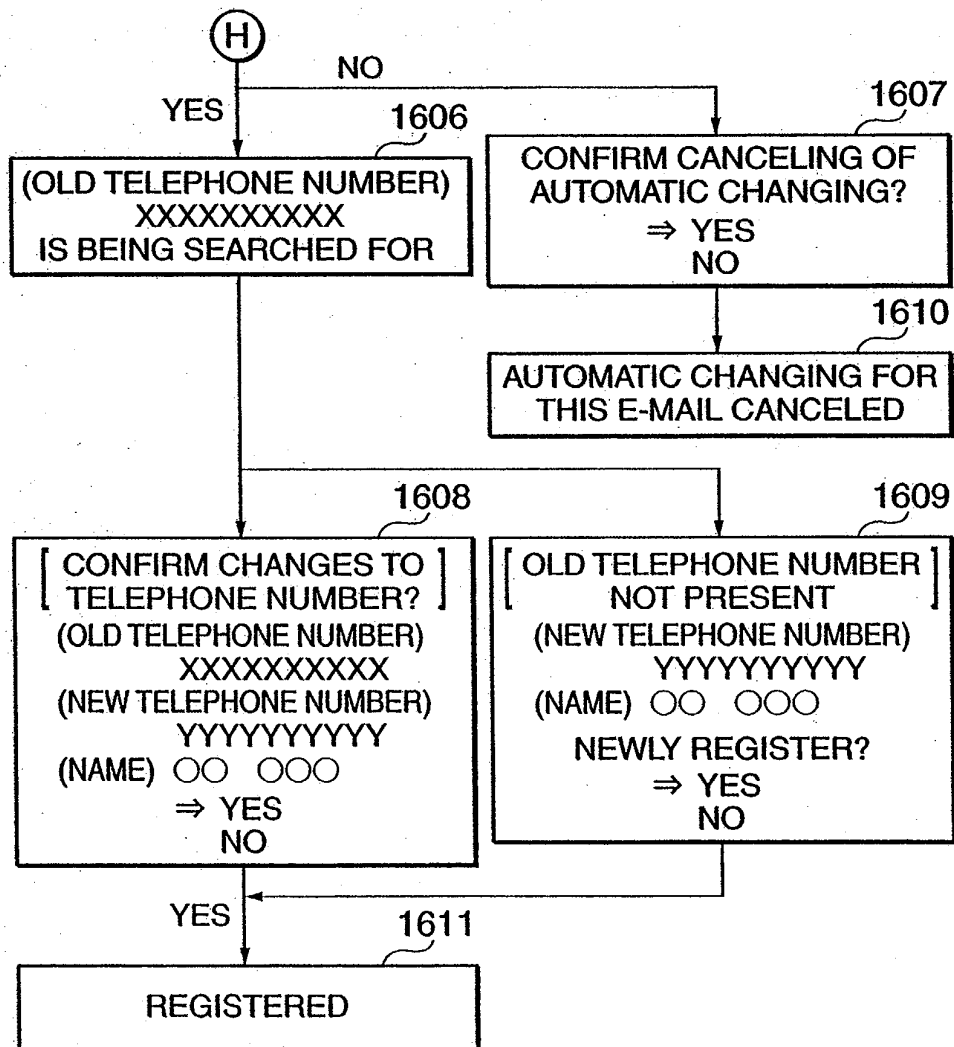 H
NO
YES
1606
(OLD TELEPHONE NUMBER)
XXXXXXXXXX
IS BEING SEARCHED FOR
1607
CONFIRM CANCELING OF
AUTOMATIC CHANGING?
⇒ YES
NO
1610
AUTOMATIC CHANGING FOR
THIS E-MAIL CANCELED
1608
[ CONFIRM CHANGES TO
TELEPHONE NUMBER? ]
(OLD TELEPHONE NUMBER)
XXXXXXXXXX
(NEW TELEPHONE NUMBER)
YYYYYYYYYY
(NAME) ○○ ○○○
⇒ YES
NO
1609
[ OLD TELEPHONE NUMBER
NOT PRESENT ]
(NEW TELEPHONE NUMBER)
YYYYYYYYYY
(NAME) ○○ ○○○
NEWLY REGISTER?
⇒ YES
NO
YES
1611
REGISTERED